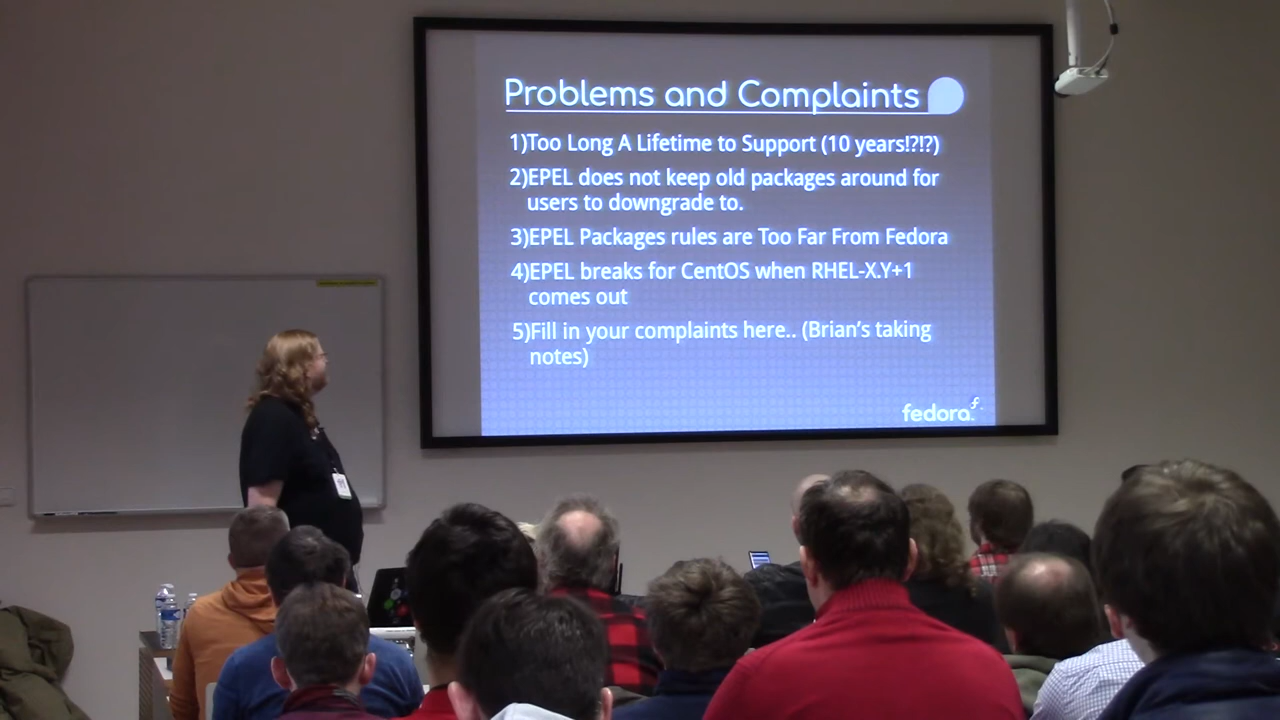 Problems and Complaints
1)Too Long A Lifetime to Support (10 years!?!?)
2)EPEL does not keep old packages around for
users to downgrade to.
3)EPEL Packages rules are Too Far From Fedora
4)EPEL breaks for CentOS when RHEL-X.Y+1
comes out
5)Fill in your complaints here.. (Brian's taking
notes)
fedora